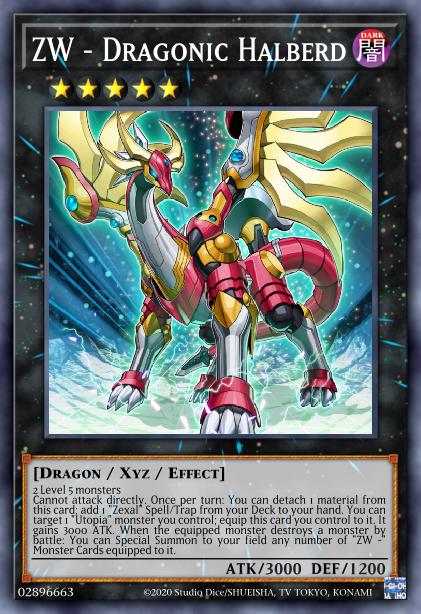 ZW - Dragonic Halberd
DARK
闇
[Dragon / Xyz / Effect]
2 Level 5 monsters
Cannot attack directly. Once per turn: You can detach 1 material from
this card; add 1 "Zexal" Spell/Trap from your Deck to your hand. You can
target 1 "Utopia" monster you control; equip this card you control to it. It
gains 3000 ATK. When the equipped monster destroys a monster by
battle: You can Special Summon to your field any number of "ZW -"
Monster Cards equipped to it.
ATK/3000 DEF/1200
02896663
©2020 Studio Dice/SHUEISHA, TV TOKYO, KONAMI